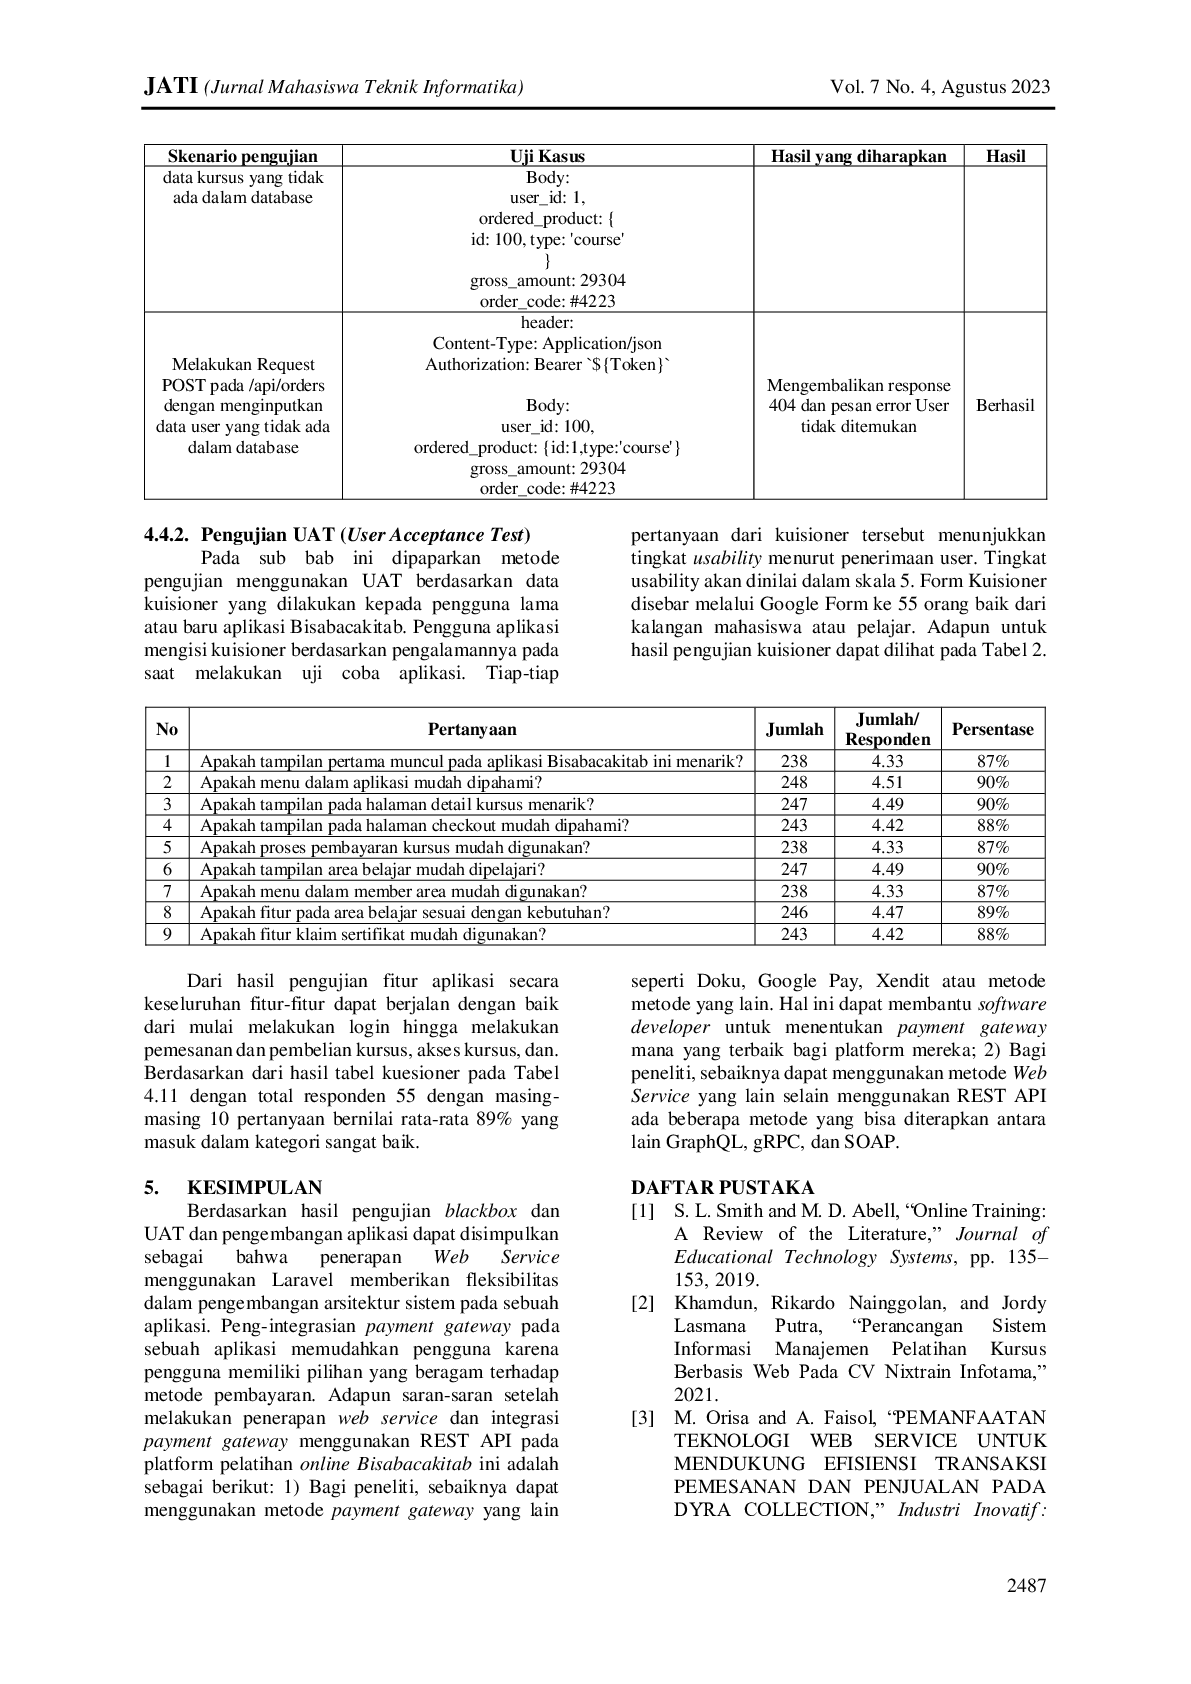 JATI (Jurnal Mahasiswa Teknik Informatika) Vol. 7 No. 4, Agustus 2023
Skenario pengujian Uji Kasus Hasil yang diharapkan Hasil
data kursus yang tidak
ada dalam database
Body:
user_id: 1,
ordered_product: {
id: 100, type: 'course'
}
gross_amount: 29304
order_code: #4223
Melakukan Request
POST pada /api/orders
dengan menginputkan
data user yang tidak ada
dalam database
header:
Content-Type: Application/json
Authorization: Bearer `${Token}`
Body:
user_id: 100,
ordered_product: {id:1,type:'course'}
gross_amount: 29304
order_code: #4223
Mengembalikan response
404 dan pesan error User
tidak ditemukan
Berhasil
4.4.2. Pengujian UAT (User Acceptance Test)
Pada sub bab ini dipaparkan metode
pengujian menggunakan UAT berdasarkan data
kuisioner yang dilakukan kepada pengguna lama
atau baru aplikasi Bisabacakitab. Pengguna aplikasi
mengisi kuisioner berdasarkan pengalamannya pada
saat melakukan uji coba aplikasi. Tiap-tiap
pertanyaan dari kuisioner tersebut menunjukkan
tingkat usability menurut penerimaan user. Tingkat
usability akan dinilai dalam skala 5. Form Kuisioner
disebar melalui Google Form ke 55 orang baik dari
kalangan mahasiswa atau pelajar. Adapun untuk
hasil pengujian kuisioner dapat dilihat pada Tabel 2.
No Pertanyaan Jumlah Jumlah/ Responden Persentase
1 Apakah tampilan pertama muncul pada aplikasi Bisabacakitab ini menarik? 238 4.33 87%
2 Apakah menu dalam aplikasi mudah dipahami? 248 4.51 90%
3 Apakah tampilan pada halaman detail kursus menarik? 247 4.49 90%
4 Apakah tampilan pada halaman checkout mudah dipahami? 243 4.42 88%
5 Apakah proses pembayaran kursus mudah digunakan? 238 4.33 87%
6 Apakah tampilan area belajar mudah dipelajari? 247 4.49 90%
7 Apakah menu dalam member area mudah digunakan? 238 4.33 87%
8 Apakah fitur pada area belajar sesuai dengan kebutuhan? 246 4.47 89%
9 Apakah fitur klaim sertifikat mudah digunakan? 243 4.42 88%
Dari hasil pengujian fitur aplikasi secara
keseluruhan fitur-fitur dapat berjalan dengan baik
dari mulai melakukan login hingga melakukan
pemesanan dan pembelian kursus, akses kursus, dan.
Berdasarkan dari hasil tabel kuesioner pada Tabel
4.11 dengan total responden 55 dengan masing-
masing 10 pertanyaan bernilai rata-rata 89% yang
masuk dalam kategori sangat baik.
5. KESIMPULAN
Berdasarkan hasil pengujian blackbox dan
UAT dan pengembangan aplikasi dapat disimpulkan
sebagai bahwa penerapan Web Service
menggunakan Laravel memberikan fleksibilitas
dalam pengembangan arsitektur sistem pada sebuah
aplikasi. Peng-integrasian payment gateway pada
sebuah aplikasi memudahkan pengguna karena
pengguna memiliki pilihan yang beragam terhadap
metode pembayaran. Adapun saran-saran setelah
melakukan penerapan web service dan integrasi
payment gateway menggunakan REST API pada
platform pelatihan online Bisabacakitab ini adalah
sebagai berikut: 1) Bagi peneliti, sebaiknya dapat
menggunakan metode payment gateway yang lain
seperti Doku, Google Pay, Xendit atau metode
metode yang lain. Hal ini dapat membantu software
developer untuk menentukan payment gateway
mana yang terbaik bagi platform mereka; 2) Bagi
peneliti, sebaiknya dapat menggunakan metode Web
Service yang lain selain menggunakan REST API
ada beberapa metode yang bisa diterapkan antara
lain GraphQL, gRPC, dan SOAP.
DAFTAR PUSTAKA
[1] S. L. Smith and M. D. Abell, “Online Training:
A Review of the Literature,” Journal of
Educational Technology Systems, pp. 135–
153, 2019.
[2] Khamdun, Rikardo Nainggolan, and Jordy
Lasmana Putra, “Perancangan Sistem
Informasi Manajemen Pelatihan Kursus
Berbasis Web Pada CV Nixtrain Infotama,”
2021.
[3] M. Orisa and A. Faisol, “PEMANFAATAN
TEKNOLOGI WEB SERVICE UNTUK
MENDUKUNG EFISIENSI TRANSAKSI
PEMESANAN DAN PENJUALAN PADA
DYRA COLLECTION,” Industri Inovatif :
2487